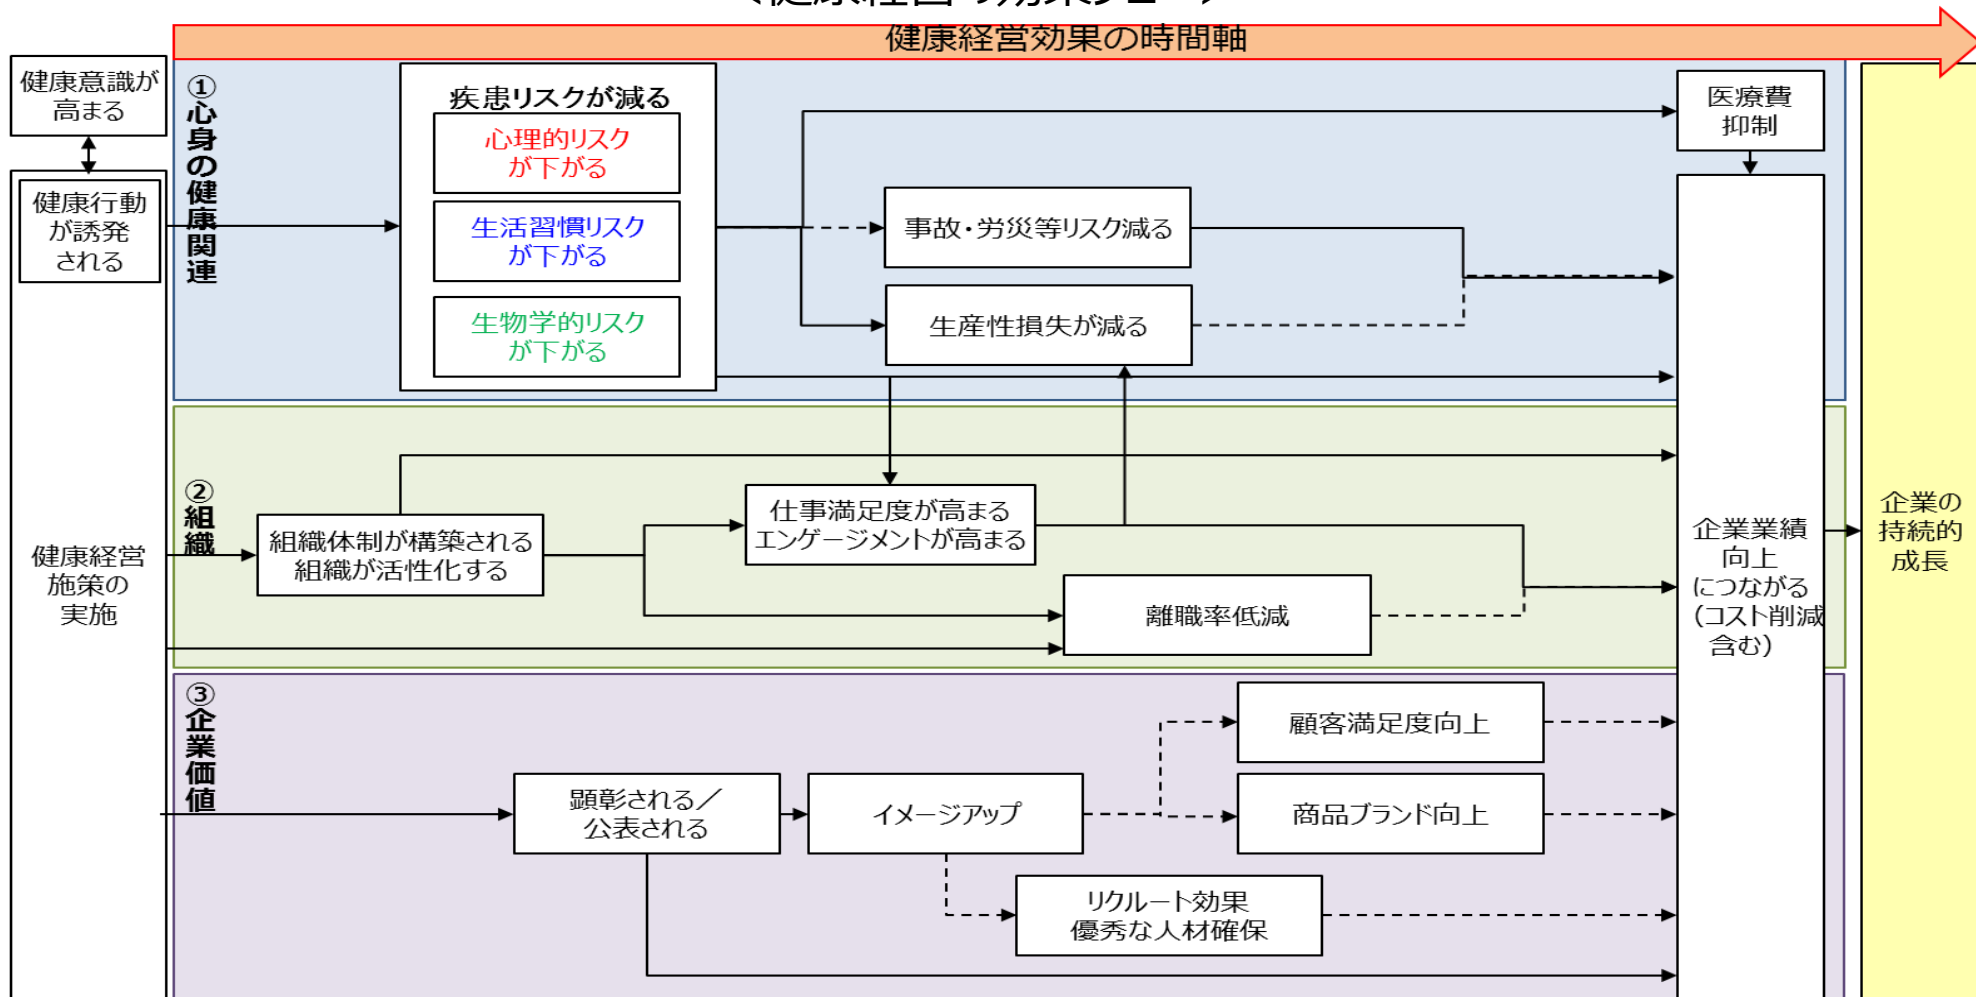 健康経営効果の時間軸
健康意識が
高まる
健康行動
が誘発
される
健康経営
施策の
実施
①心身の健康関連
疾患リスクが減る
心理的リスク
が下がる
生活習慣リスク
が下がる
生物学的リスク
が下がる
事故・労災等リスク減る
生産性損失が減る
医療費
抑制
②組織
組織体制が構築される
組織が活性化する
仕事満足度が高まる
エンゲージメントが高まる
離職率低減
③企業価値
顕彰される／
公表される
イメージアップ
顧客満足度向上
商品ブランド向上
リクルート効果
優秀な人材確保
企業業績
向上
につながる
（コスト削減
含む）
企業の
持続的
成長